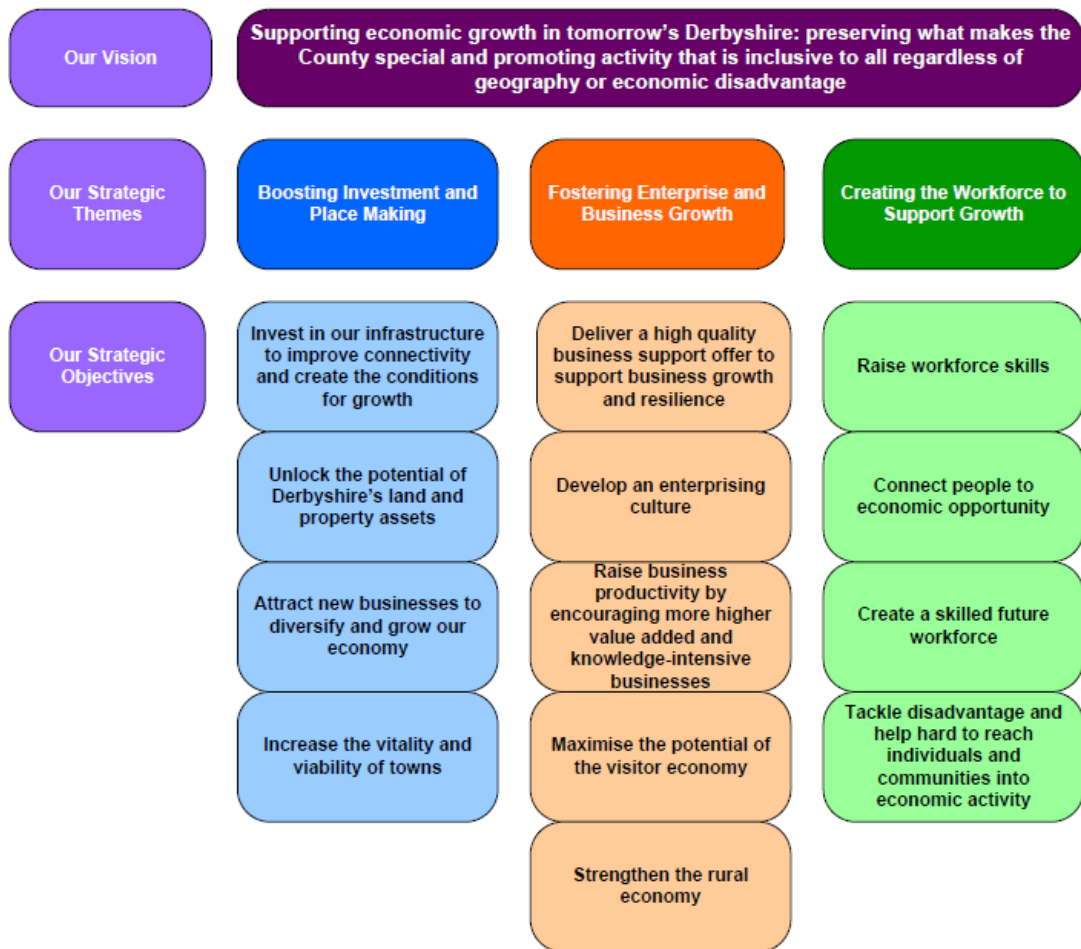 Our Vision
Supporting economic growth in tomorrow's Derbyshire: preserving what makes the
County special and promoting activity that is inclusive to all regardless of
geography or economic disadvantage
Our Strategic
Themes
Boosting Investment and
Place Making
Fostering Enterprise and
Business Growth
Creating the Workforce to
Support Growth
Our Strategic
Objectives
Invest in our infrastructure
to improve connectivity
and create the conditions
for growth
Unlock the potential of
Derbyshire's land and
property assets
Attract new businesses to
diversify and grow our
economy
Increase the vitality and
viability of towns
Deliver a high quality
business support offer to
support business growth
and resilience
Develop an enterprising
culture
Raise business
productivity by
encouraging more higher
value added and
knowledge-intensive
businesses
Maximise the potential of
the visitor economy
Strengthen the rural
economy
Raise workforce skills
Connect people to
economic opportunity
Create a skilled future
workforce
Tackle disadvantage and
help hard to reach
individuals and
communities into
economic activity